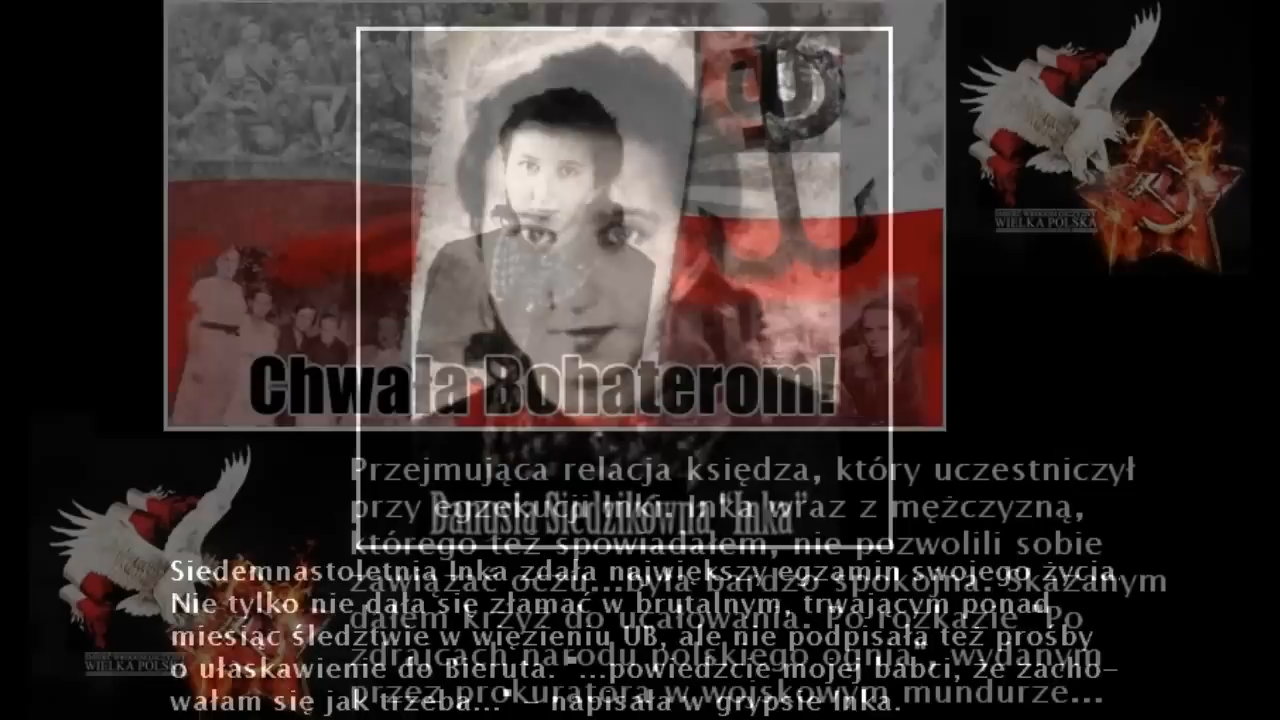 WIELKA POLSKA
Chwała Bohaterom!
Danusia Siedzikówna "Inka"
Przejmująca relacja księdza, który uczestniczył
przy egzekucji Inki. Inka wraz z mężczyzną,
którego też spowiadałem, nie pozwolili sobie
zawiązać oczu...była bardzo spokojna. Skazanym
dałem krzyż do ucałowania. Po rozkazie "Po
zdrajcach narodu polskiego ognia", wydanym
przez prokuratora w wojskowym mundurze...
Siedemnastoletnia Inka zdała największy egzamin swojego życia
Nie tylko nie dała się złamać w brutalnym, trwającym ponad
miesiąc śledztwie w więzieniu UB, ale nie podpisała też prośby
o ułaskawienie do Bieruta. "...powiedzcie mojej babci, że zacho-
wałam się jak trzeba..." – napisała w grypsie Inka.
WIELKA POLSKA